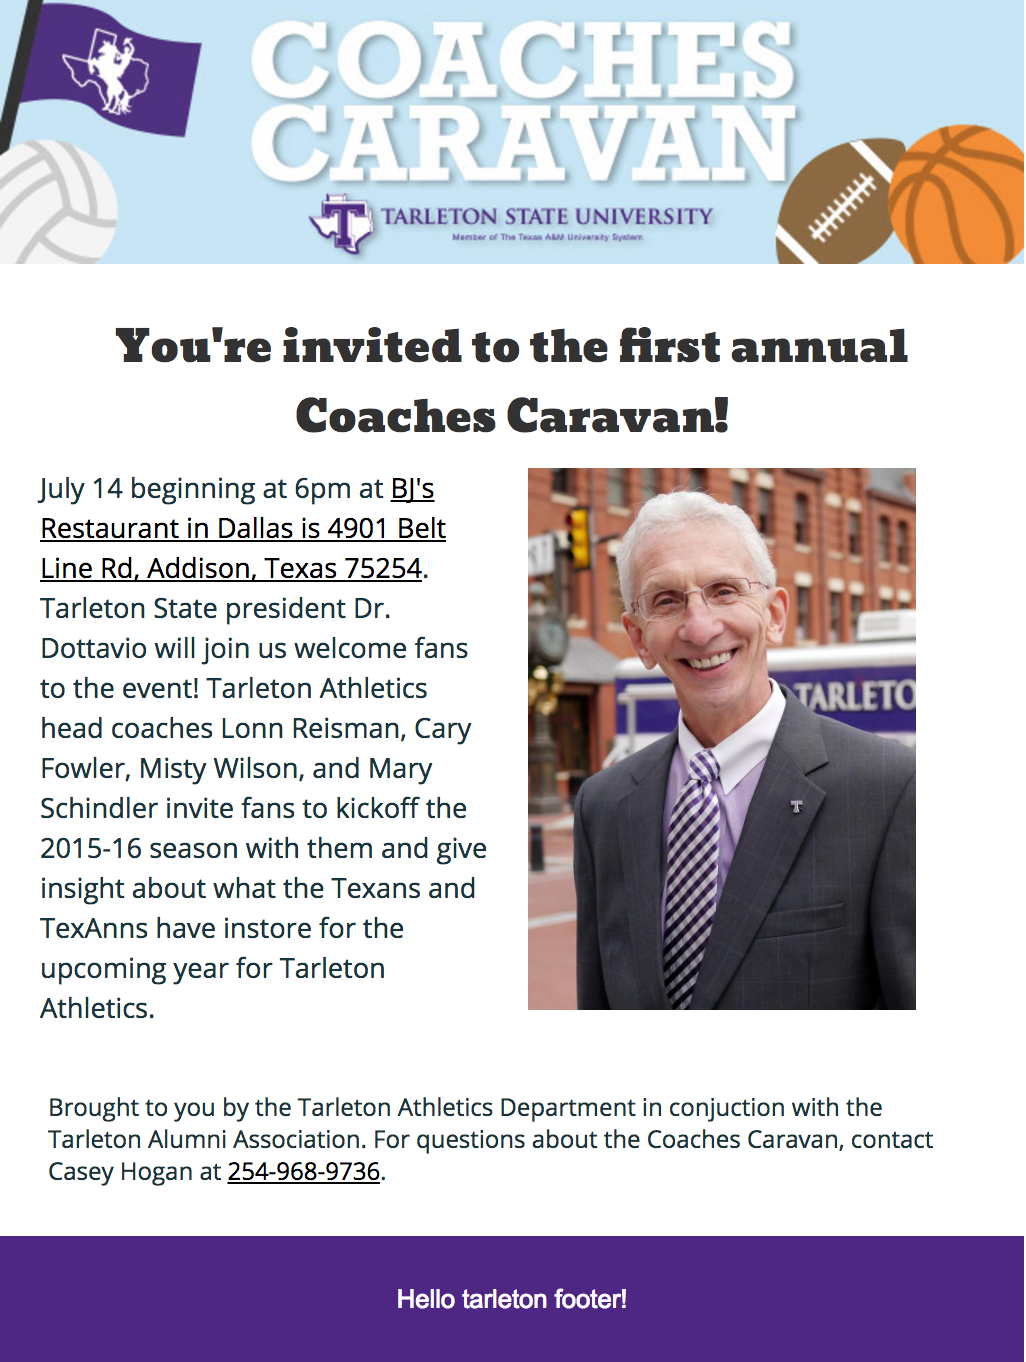 COACHES
CARAVAN
TARLETON STATE UNIVERSITY
Member of The Texas A&M University System
You're invited to the first annual
Coaches Caravan!
July 14 beginning at 6pm at BJ's
Restaurant in Dallas is 4901 Belt
Line Rd, Addison, Texas 75254.
Tarleton State president Dr.
Dottavio will join us welcome fans
to the event! Tarleton Athletics
head coaches Lonn Reisman, Cary
Fowler, Misty Wilson, and Mary
Schindler invite fans to kickoff the
2015-16 season with them and give
insight about what the Texans and
TexAnns have instore for the
upcoming year for Tarleton
Athletics.
TARLETO
T
Brought to you by the Tarleton Athletics Department in conjuction with the
Tarleton Alumni Association. For questions about the Coaches Caravan, contact
Casey Hogan at 254-968-9736.
Hello tarleton footer!